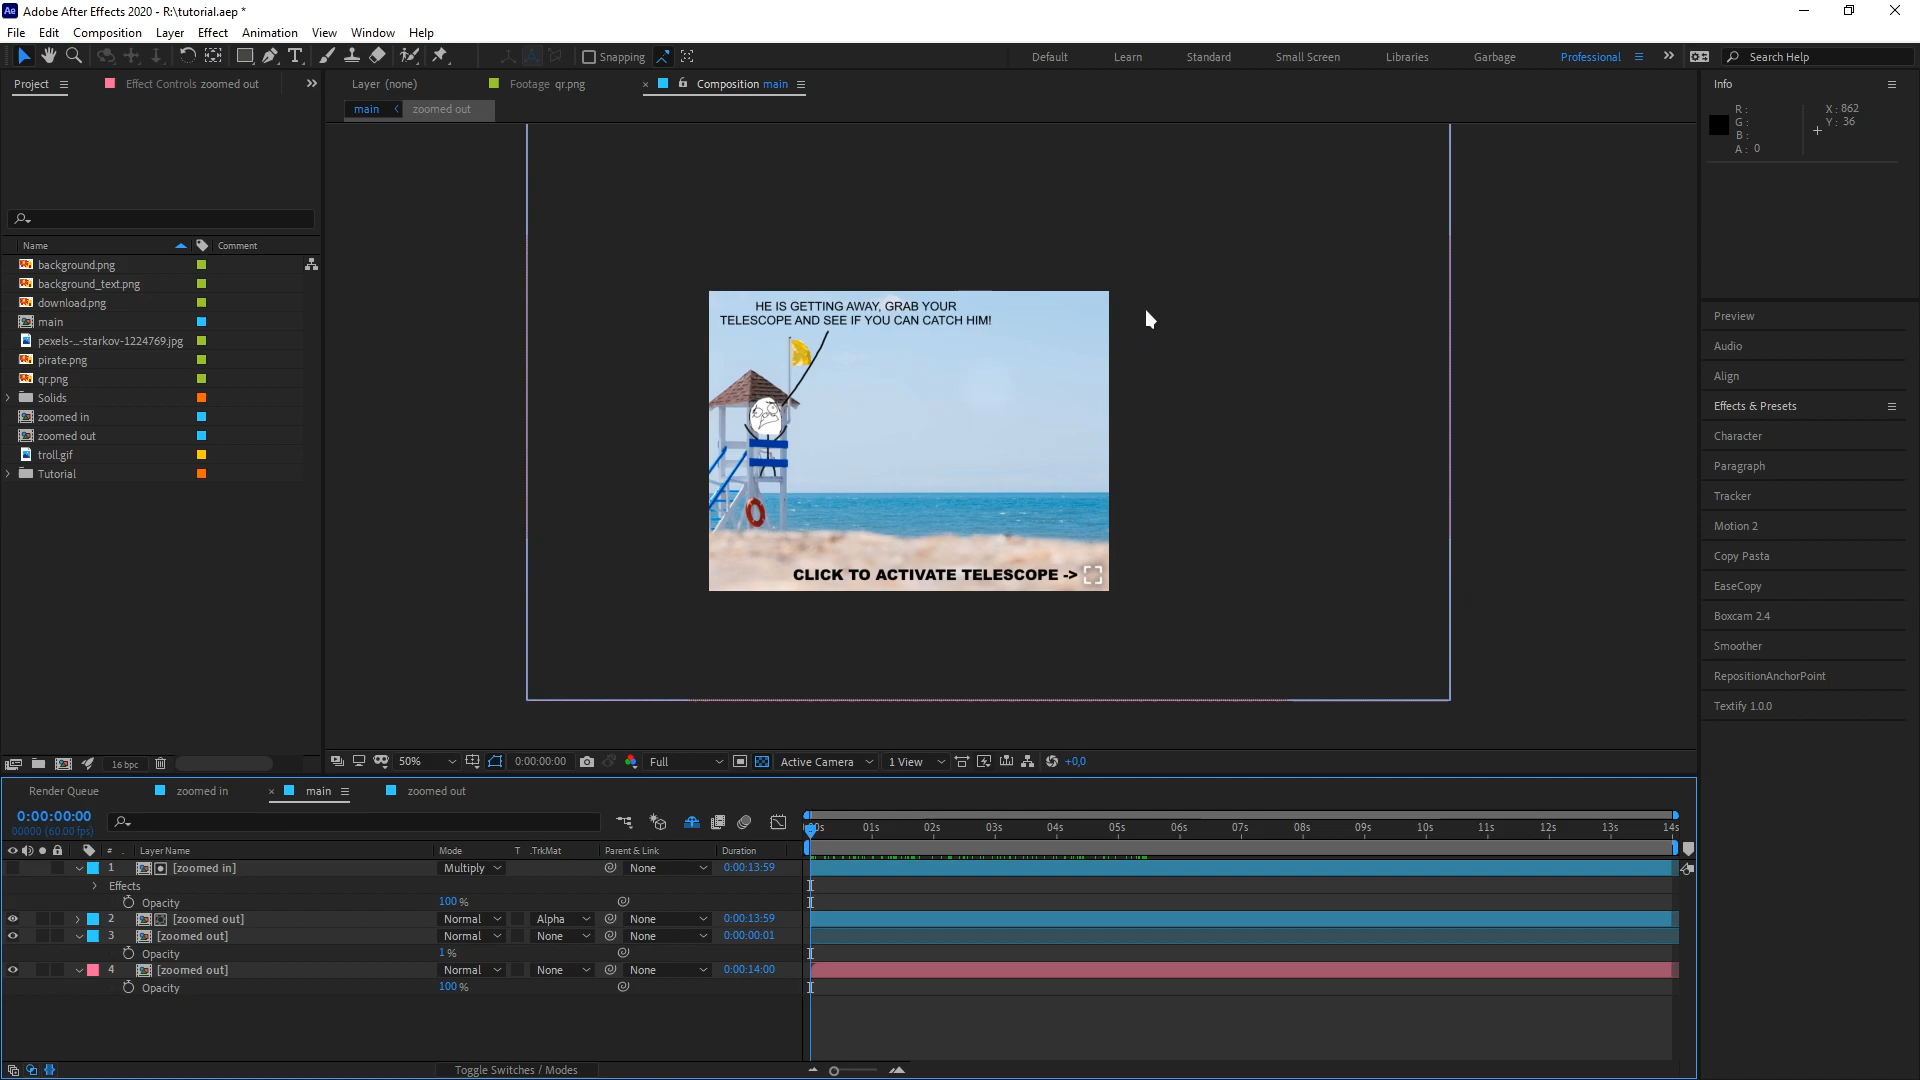 Ae Adobe After Effects 2020 - R:\tutorial.aep *
File Edit Composition Layer Effect Animation View Window Help
Snapping Default Learn Standard Small Screen Libraries Garbage Professional Search Help
Project Effect Controls zoomed out Layer (none) Footage qr.png Composition main Info
main zoomed out
R: X: 862
G: Y: 36
B:
A: 0
Name Comment
background.png
background_text.png
download.png
main
pexels-...-starkov-1224769.jpg
pirate.png
qr.png
Solids
zoomed in
zoomed out
troll.gif
Tutorial
HE IS GETTING AWAY, GRAB YOUR
TELESCOPE AND SEE IF YOU CAN CATCH HIM!
CLICK TO ACTIVATE TELESCOPE ->
Preview
Audio
Align
Effects & Presets
Character
Paragraph
Tracker
Motion 2
Copy Pasta
EaseCopy
Boxcam 2.4
Smoother
RepositionAnchorPoint
Textify 1.0.0
16 bpc 50% 0:00:00:00 Full Active Camera 1 View +0,0
Render Queue zoomed in main zoomed out
0:00:00:00
00000 (60.00 fps)
01s 02s 03s 04s 05s 06s 07s 08s 09s 10s 11s 12s 13s 14s
# Layer Name Mode T .TrkMat Parent & Link Duration
1 [zoomed in] Multiply None 0:00:13:59
Effects
Opacity 100 %
2 [zoomed out] Normal Alpha None 0:00:13:59
3 [zoomed out] Normal None None 0:00:00:01
Opacity 1 %
4 [zoomed out] Normal None None 0:00:14:00
Opacity 100 %
Toggle Switches / Modes